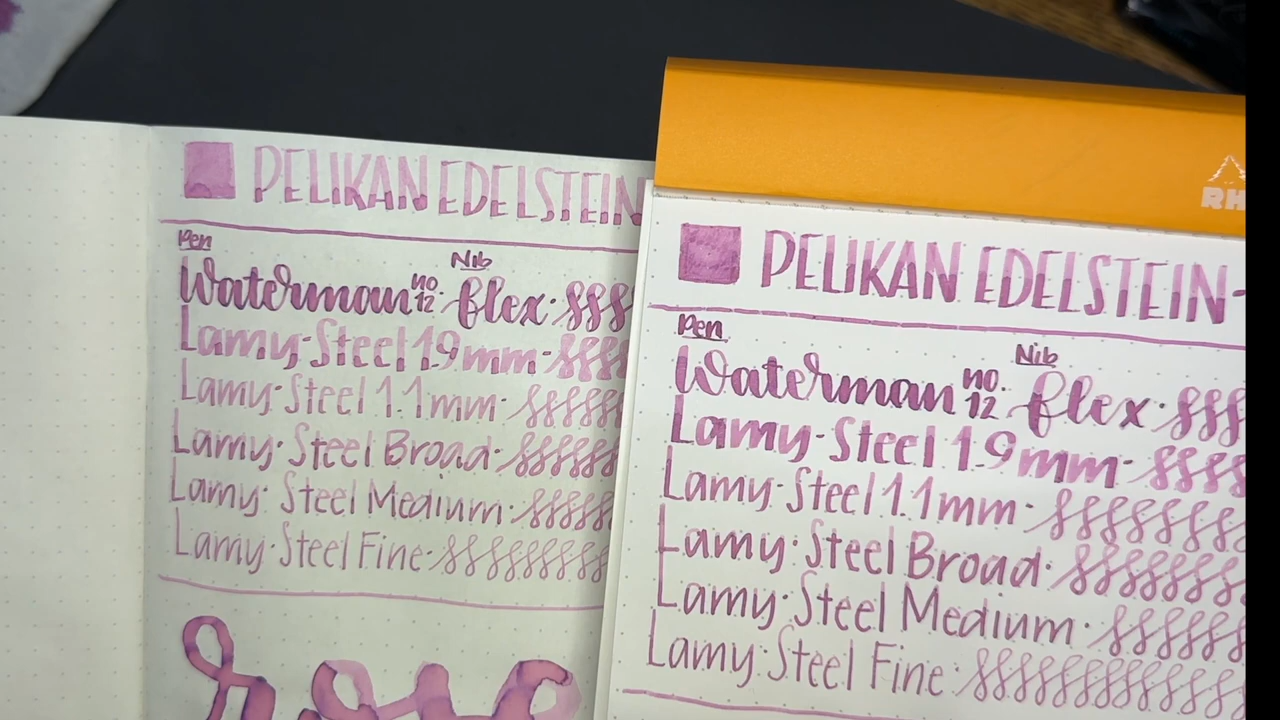 PELIKAN EDELSTEIN
Pen
Nib
Waterman no. 12 flex.
Lamy · Steel 1.9mm ·
Lamy · Steel 1.1mm ·
Lamy · Steel Broad ·
Lamy · Steel Medium ·
Lamy · Steel Fine ·
rose
RH
PELIKAN EDELSTEIN-
Pen
Nib
Waterman no. 12 flex ·
Lamy · Steel 1.9mm ·
Lamy · Steel 1.1mm ·
Lamy · Steel Broad ·
Lamy · Steel Medium ·
Lamy · Steel Fine ·